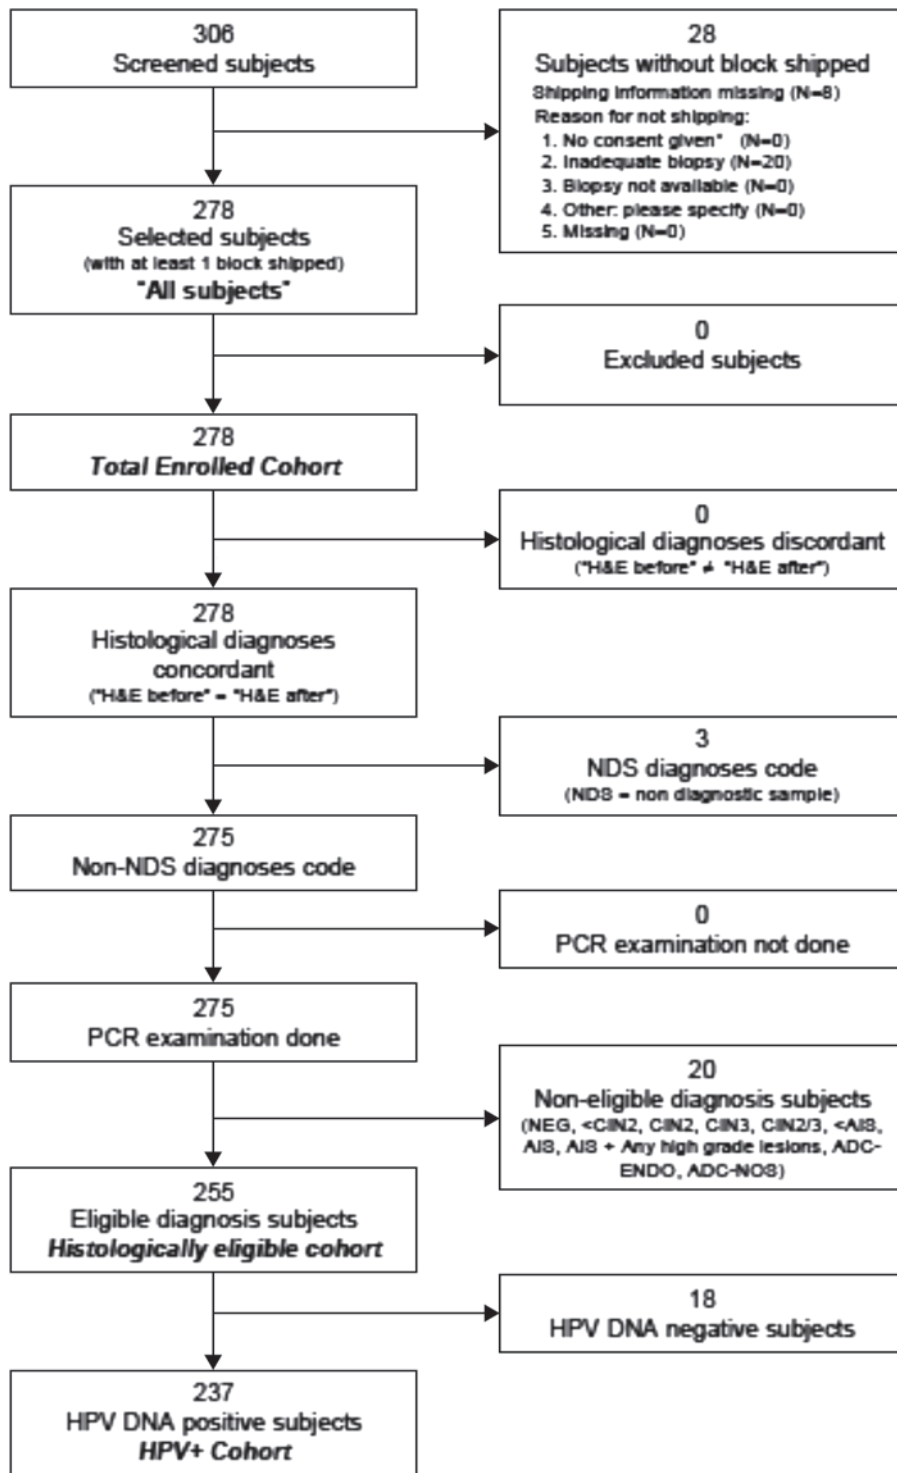 306
Screened subjects
28
Subjects without block shipped
Shipping information missing (N=8)
Reason for not shipping:
1. No consent given* (N=0)
2. Inadequate biopsy (N=20)
3. Biopsy not available (N=0)
4. Other: please specify (N=0)
5. Missing (N=0)
278
Selected subjects
(with at least 1 block shipped)
"All subjects"
0
Excluded subjects
278
Total Enrolled Cohort
0
Histological diagnoses discordant
("H&E before" ≠ "H&E after")
278
Histological diagnoses
concordant
("H&E before" = "H&E after")
3
NDS diagnoses code
(NDS = non diagnostic sample)
275
Non-NDS diagnoses code
0
PCR examination not done
275
PCR examination done
20
Non-eligible diagnosis subjects
(NEG, <CIN2, CIN2, CIN3, CIN2/3, <AIS,
AIS, AIS + Any high grade lesions, ADC-
ENDO, ADC-NOS)
255
Eligible diagnosis subjects
Histologically eligible cohort
18
HPV DNA negative subjects
237
HPV DNA positive subjects
HPV+ Cohort